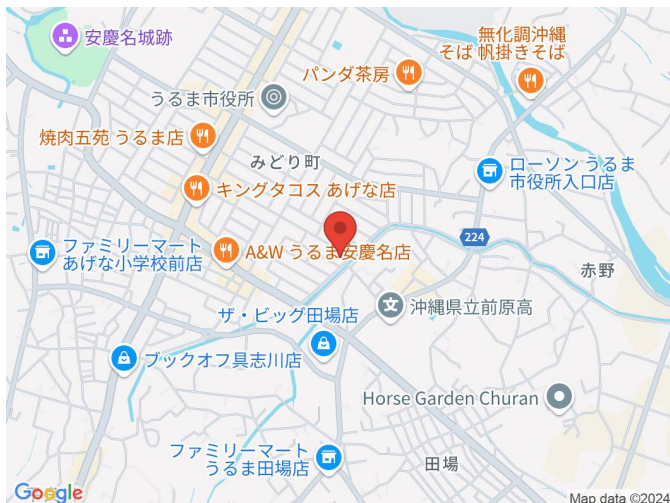 安慶名城跡
無化調沖縄
そば 帆掛きそば
パンダ茶房
うるま市役所
焼肉五苑 うるま店
みどり町
ローソン うるま
市役所入口店
キングタコス あげな店
224
ファミリーマート
あげな小学校前店
A&W うるま安慶名店
赤野
沖縄県立前原高
ザ・ビッグ田場店
ブックオフ具志川店
Horse Garden Churan
ファミリーマート
うるま田場店
田場
Google
Map data ©2024